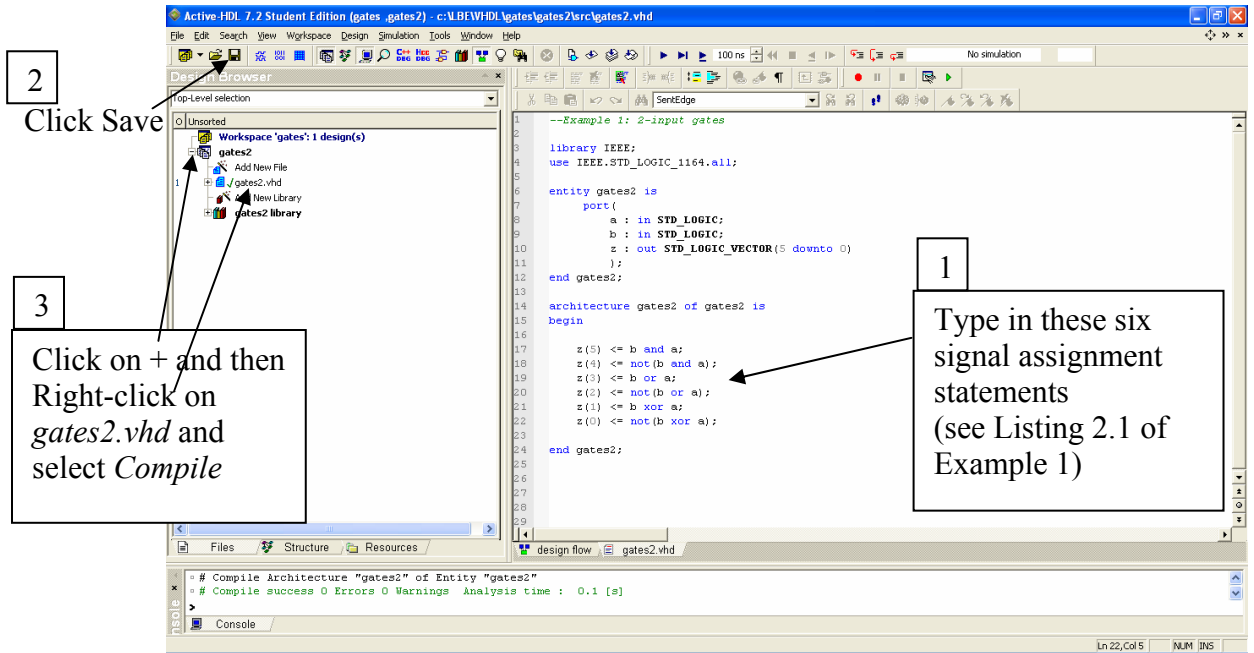 Active-HDL 7.2 Student Edition (gates ,gates2) - c:\LBE\VHDL\gates\gates2\src\gates2.vhd
File Edit Search View Workspace Design Simulation Tools Window Help
100 ns No simulation
Design Browser
Top-Level selection
SentEdge
O Unsorted
Workspace 'gates': 1 design(s)
gates2
Add New File
1 gates2.vhd
Add New Library
gates2 library
Files Structure Resources
1 --Example 1: 2-input gates
2
3 library IEEE;
4 use IEEE.STD_LOGIC_1164.all;
5
6 entity gates2 is
7 port(
8 a : in STD_LOGIC;
9 b : in STD_LOGIC;
10 z : out STD_LOGIC_VECTOR(5 downto 0)
11 );
12 end gates2;
13
14 architecture gates2 of gates2 is
15 begin
16
17 z(5) <= b and a;
18 z(4) <= not(b and a);
19 z(3) <= b or a;
20 z(2) <= not(b or a);
21 z(1) <= b xor a;
22 z(0) <= not(b xor a);
23
24 end gates2;
25
26
27
28
29
design flow gates2.vhd
2
Click Save
3
Click on + and then
Right-click on
gates2.vhd and
select Compile
1
Type in these six
signal assignment
statements
(see Listing 2.1 of
Example 1)
# Compile Architecture "gates2" of Entity "gates2"
# Compile success 0 Errors 0 Warnings Analysis time : 0.1 [s]
>
Console
Ln 22,Col 5 NUM INS